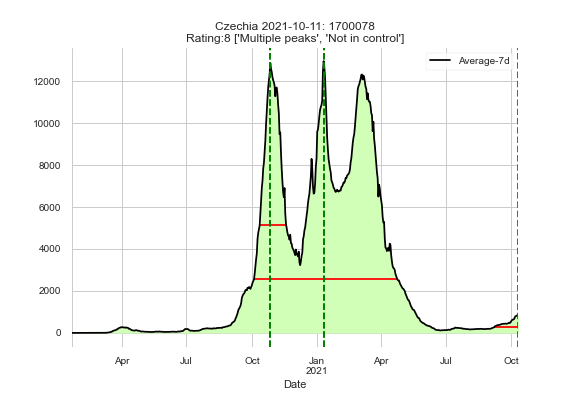 Czechia 2021-10-11: 1700078
Rating:8 ['Multiple peaks', 'Not in control']
Average-7d
12000
10000
8000
6000
4000
2000
0
Apr Jul Oct Jan Apr Jul Oct
2021
Date